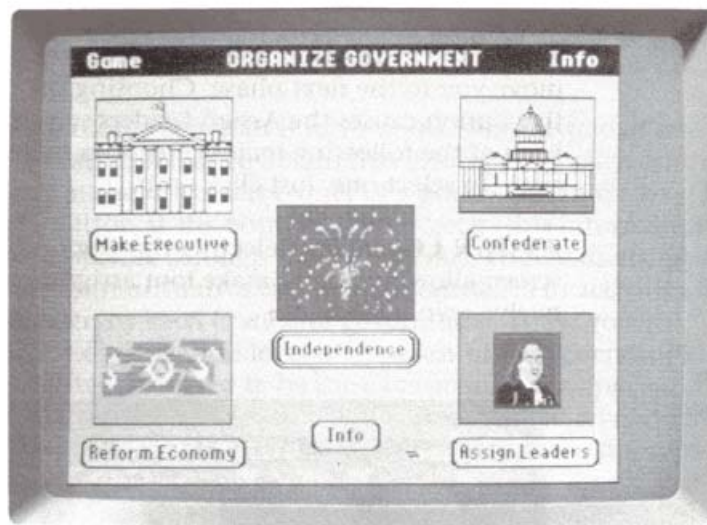 Game ORGANIZE GOVERNMENT Info
Make Executive
Confederate
Independence
Reform Economy
Info
Assign Leaders